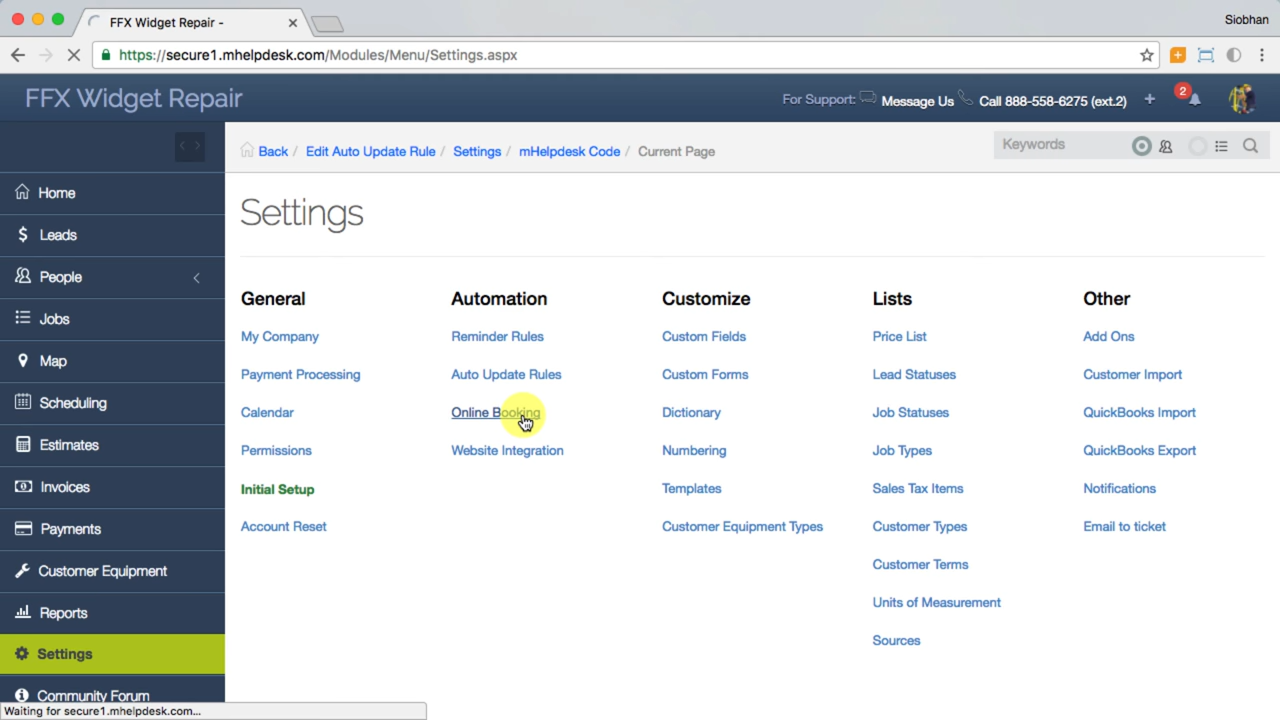 FFX Widget Repair -
Siobhan
https://secure1.mhelpdesk.com/Modules/Menu/Settings.aspx
FFX Widget Repair
For Support: Message Us Call 888-558-6275 (ext.2) + 2
Back / Edit Auto Update Rule / Settings / mHelpdesk Code / Current Page
Keywords
Home
Leads
People
Jobs
Map
Scheduling
Estimates
Invoices
Payments
Customer Equipment
Reports
Settings
Community Forum
Settings
General
My Company
Payment Processing
Calendar
Permissions
Initial Setup
Account Reset
Automation
Reminder Rules
Auto Update Rules
Online Booking
Website Integration
Customize
Custom Fields
Custom Forms
Dictionary
Numbering
Templates
Customer Equipment Types
Lists
Price List
Lead Statuses
Job Statuses
Job Types
Sales Tax Items
Customer Types
Customer Terms
Units of Measurement
Sources
Other
Add Ons
Customer Import
QuickBooks Import
QuickBooks Export
Notifications
Email to ticket
Waiting for secure1.mhelpdesk.com...